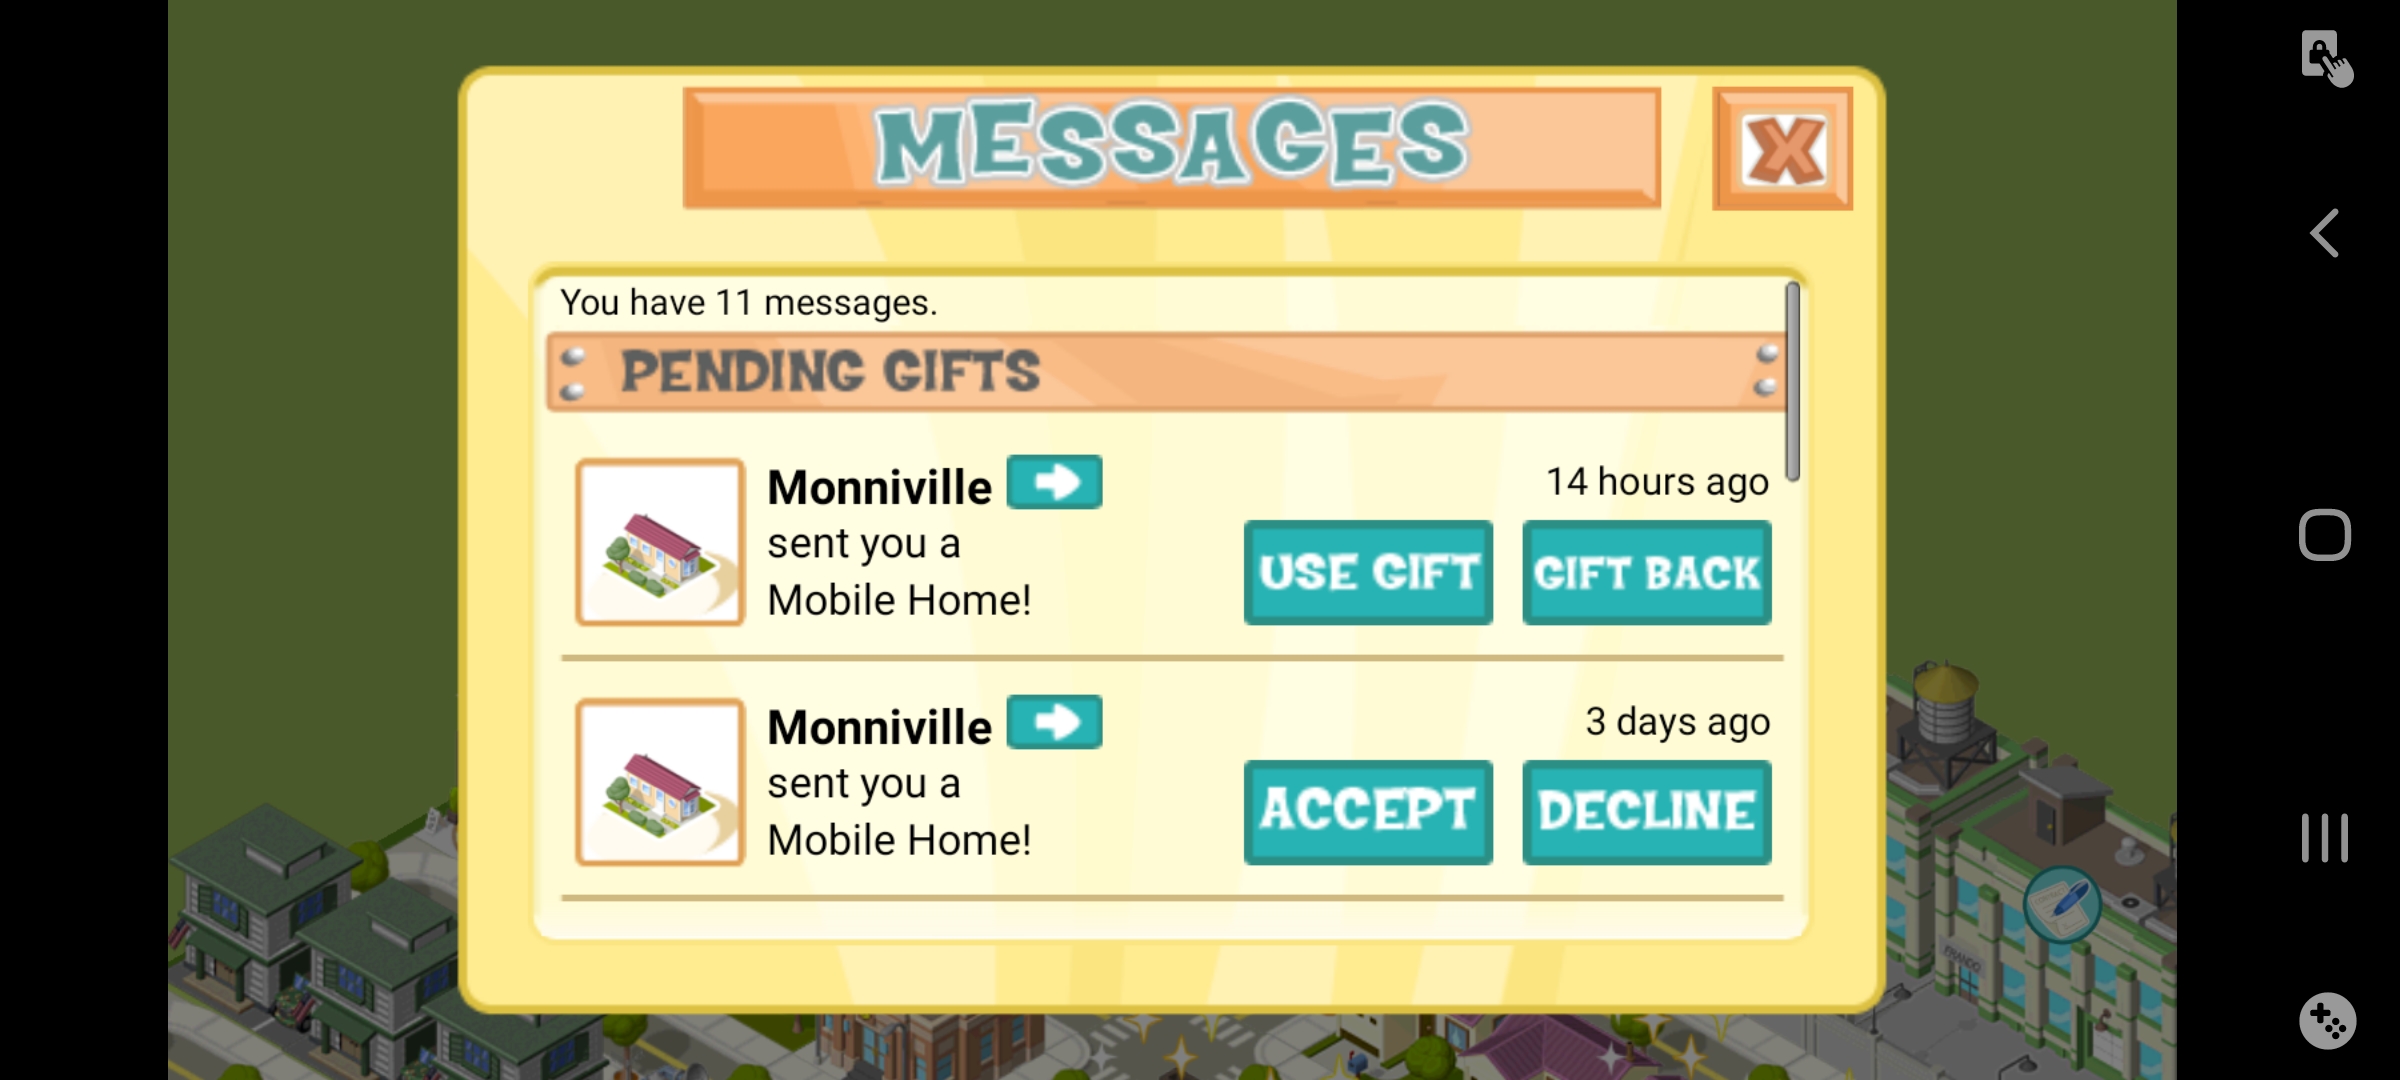 MESSAGES
X
You have 11 messages.
PENDING GIFTS
Monniville
14 hours ago
sent you a
Mobile Home!
USE GIFT
GIFT BACK
Monniville
3 days ago
sent you a
Mobile Home!
ACCEPT
DECLINE